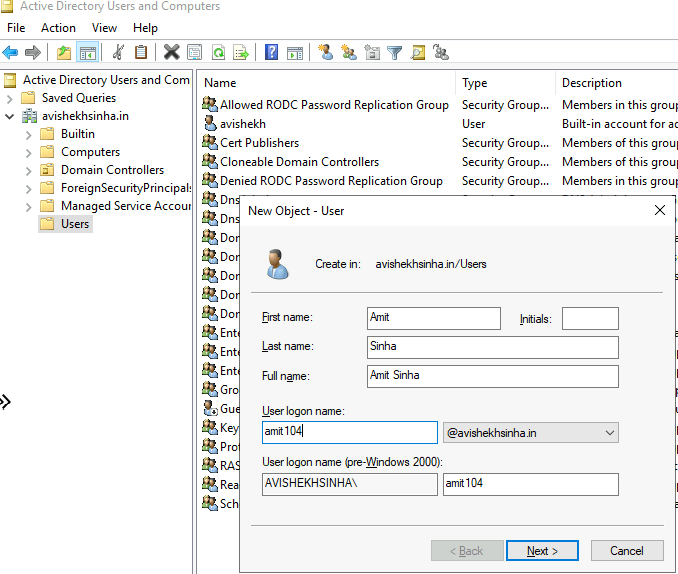 Active Directory Users and Computers
File Action View Help
Active Directory Users and Com
Saved Queries
avishekhsinha.in
Builtin
Computers
Domain Controllers
ForeignSecurityPrincipals
Managed Service Accour
Users
Name Type Description
Allowed RODC Password Replication Group Security Group... Members in this group
avishekh User Built-in account for ad
Cert Publishers Security Group... Members of this group
Cloneable Domain Controllers Security Group... Members of this group
Denied RODC Password Replication Group Security Group... Members in this group
Dns
Dns
Dor
Dor
Dor
Dor
Dor
Ente
Ente
Ente
Gro
Gue
Key
Prot
RAS
Rea
Sch
New Object - User
Create in: avishekhsinha.in/Users
First name: Amit Initials:
Last name: Sinha
Full name: Amit Sinha
User logon name:
amit104 @avishekhsinha.in
User logon name (pre-Windows 2000):
AVISHEKHSINHA\ amit104
< Back Next > Cancel